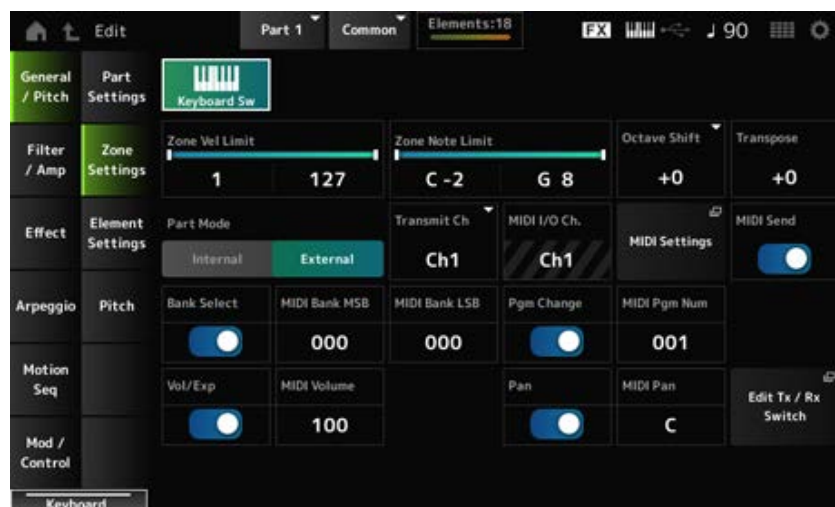 Edit
Part 1
Common
Elements:18
FX
♩ 90
General
/ Pitch
Part
Settings
Keyboard Sw
Filter
/ Amp
Zone
Settings
Zone Vel Limit
1
127
Zone Note Limit
C -2
G 8
Octave Shift
+0
Transpose
+0
Effect
Element
Settings
Part Mode
Internal
External
Transmit Ch
Ch1
MIDI I/O Ch.
Ch1
MIDI Settings
MIDI Send
Arpeggio
Pitch
Bank Select
MIDI Bank MSB
000
MIDI Bank LSB
000
Pgm Change
MIDI Pgm Num
001
Motion
Seq
Vol/Exp
MIDI Volume
100
Pan
MIDI Pan
C
Edit Tx / Rx
Switch
Mod /
Control
Keyboard